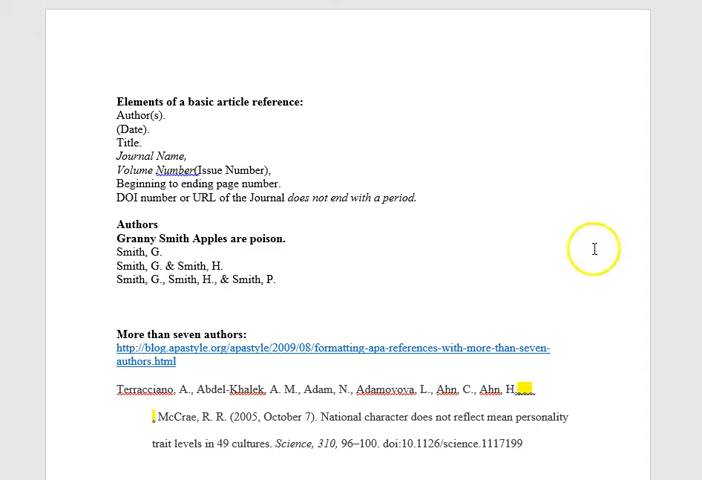 Elements of a basic article reference:
Author(s).
(Date).
Title.
Journal Name,
Volume Number(Issue Number),
Beginning to ending page number.
DOI number or URL of the Journal does not end with a period.
Authors
Granny Smith Apples are poison.
Smith, G.
Smith, G. & Smith, H.
Smith, G., Smith, H., & Smith, P.
More than seven authors:
http://blog.apastyle.org/apastyle/2009/08/formatting-apa-references-with-more-than-seven-
authors.html
Terracciano, A., Abdel-Khalek, A. M., Adam, N., Adamovova, L., Ahn, C., Ahn, H.,...
McCrae, R. R. (2005, October 7). National character does not reflect mean personality
trait levels in 49 cultures. Science, 310, 96–100. doi:10.1126/science.1117199